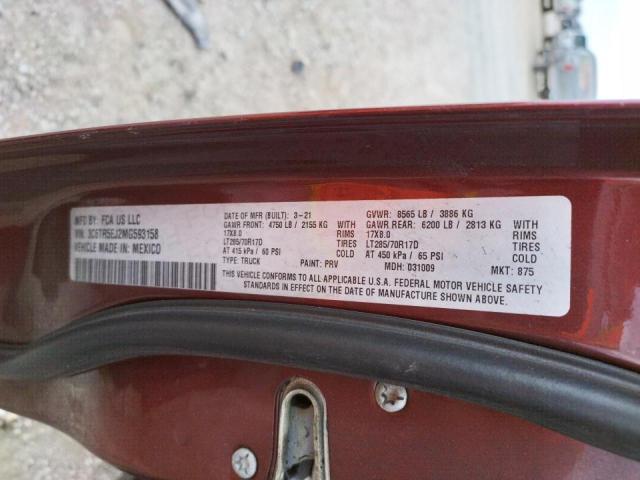 MFD. BY: FCA US LLC
VIN: 3C6TR5EJ2MG593158
VEHICLE MADE IN: MEXICO
DATE OF MFR (BUILT): 3-21
GVWR: 8565 LB / 3886 KG
GAWR FRONT: 4750 LB / 2155 KG WITH
GAWR REAR: 6200 LB / 2813 KG WITH
17X8.0 RIMS
17X8.0 RIMS
LT285/70R17D TIRES
LT285/70R17D TIRES
AT 415 kPa / 60 PSI COLD
AT 450 kPa / 65 PSI COLD
TYPE: TRUCK PAINT: PRV MDH: 031009 MKT: 875
THIS VEHICLE CONFORMS TO ALL APPLICABLE U.S.A. FEDERAL MOTOR VEHICLE SAFETY
STANDARDS IN EFFECT ON THE DATE OF MANUFACTURE SHOWN ABOVE.